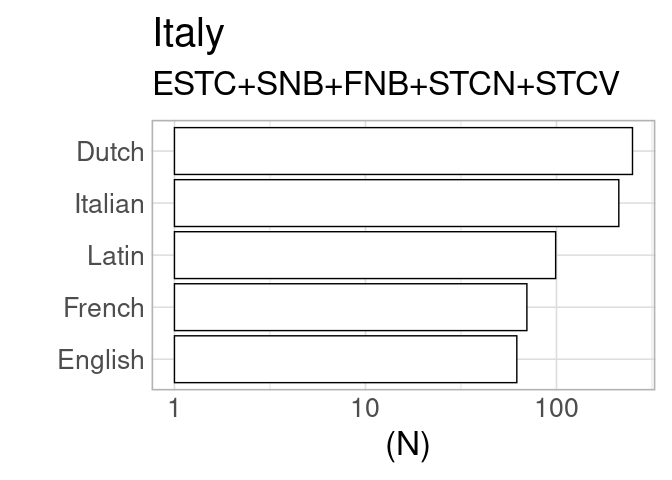 Italy
ESTC+SNB+FNB+STCN+STCV
Dutch
Italian
Latin
French
English
1 10 100
(N)